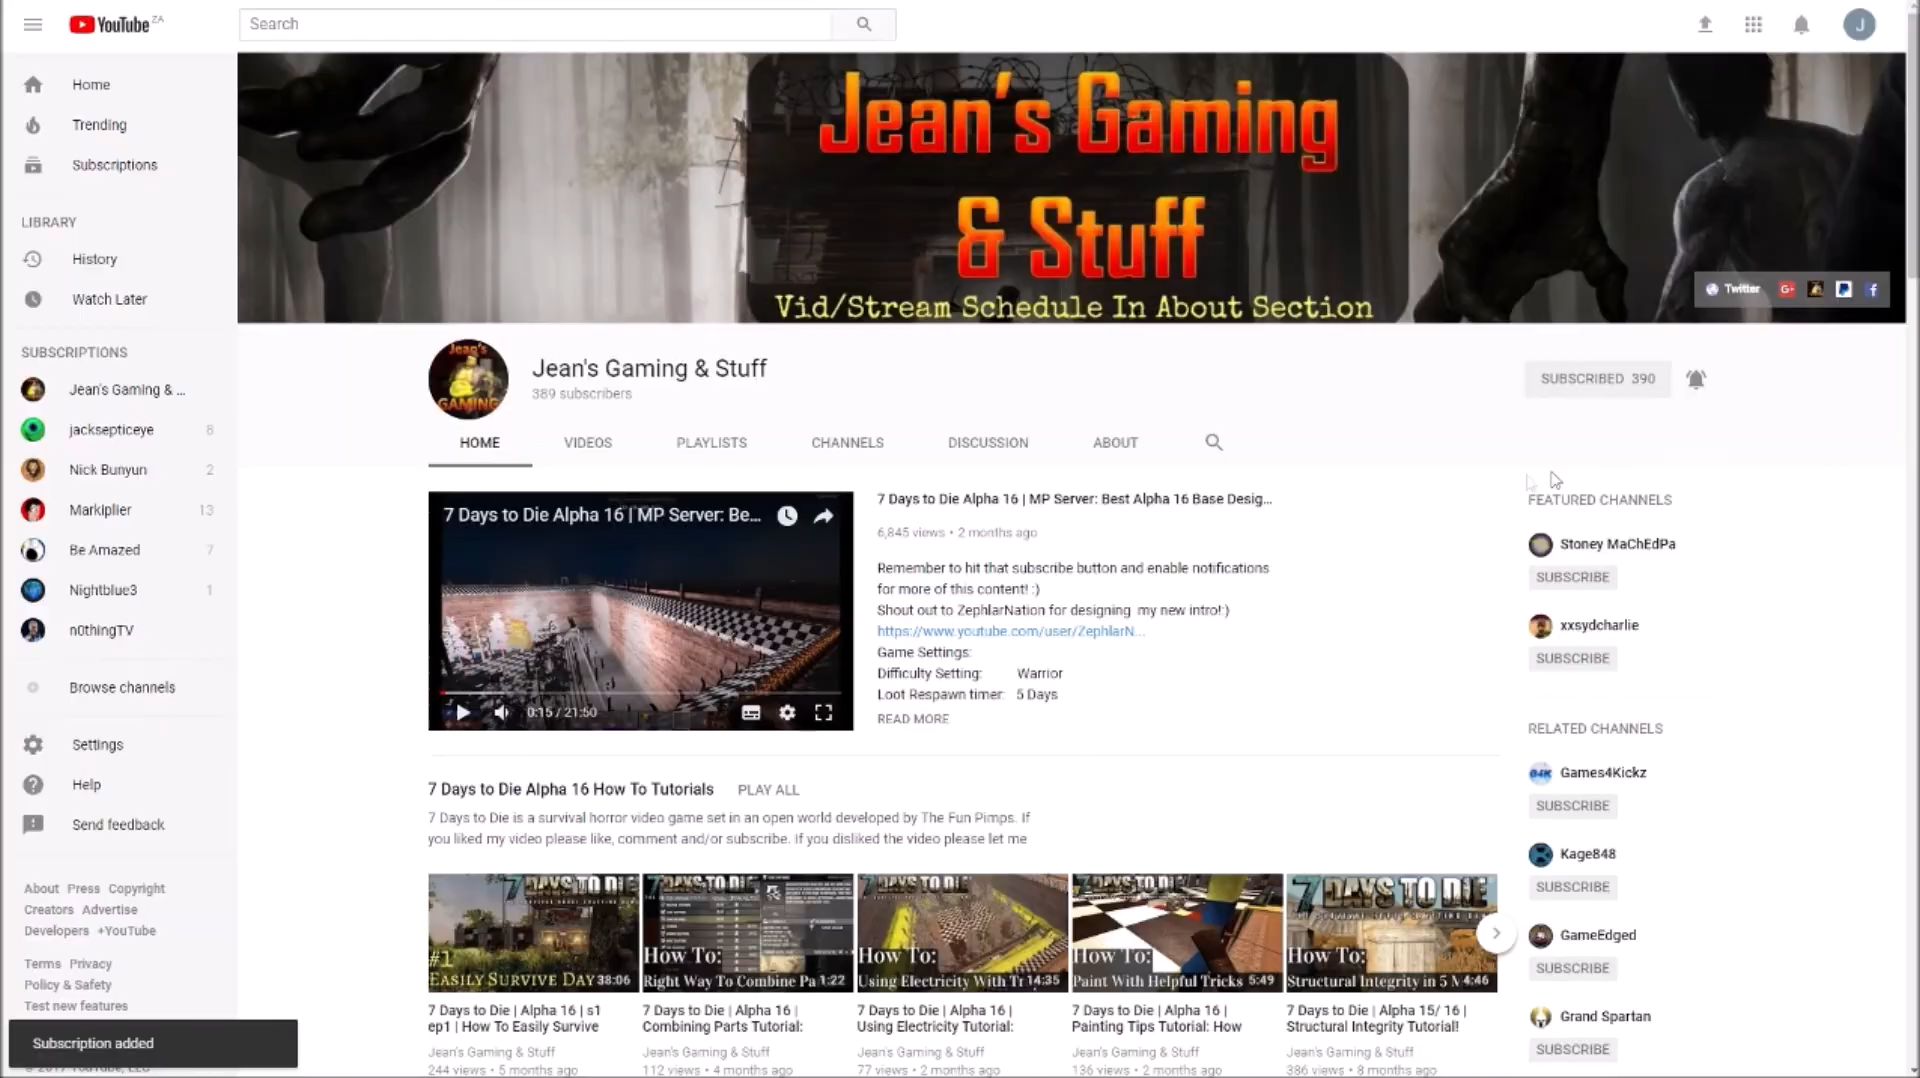 YouTube ZA
Search
J
Home
Trending
Subscriptions
LIBRARY
History
Watch Later
SUBSCRIPTIONS
Jean's Gaming & ...
jacksepticeye 8
Nick Bunyun 2
Markiplier 13
Be Amazed 7
Nightblue3 1
n0thingTV
Browse channels
Settings
Help
Send feedback
About Press Copyright
Creators Advertise
Developers +YouTube
Terms Privacy
Policy & Safety
Test new features
Subscription added
Jean's Gaming
& Stuff
Vid/Stream Schedule In About Section
Twitter
Jean's Gaming & Stuff
389 subscribers
SUBSCRIBED 390
HOME VIDEOS PLAYLISTS CHANNELS DISCUSSION ABOUT
7 Days to Die Alpha 16 | MP Server: Be...
0:15 / 21:50
7 Days to Die Alpha 16 | MP Server: Best Alpha 16 Base Desig...
6,845 views • 2 months ago
Remember to hit that subscribe button and enable notifications
for more of this content! :)
Shout out to ZephlarNation for designing my new intro!:)
https://www.youtube.com/user/ZephlarN...
Game Settings:
Difficulty Setting: Warrior
Loot Respawn timer: 5 Days
READ MORE
7 Days to Die Alpha 16 How To Tutorials PLAY ALL
7 Days to Die is a survival horror video game set in an open world developed by The Fun Pimps. If
you liked my video please like, comment and/or subscribe. If you disliked the video please let me
7 DAYS TO DIE
#1
EASILY SURVIVE DAY 38:06
7 Days to Die | Alpha 16 | s1
ep1 | How To Easily Survive
Jean's Gaming & Stuff
244 views • 5 months ago
7 DAYS TO DIE
How To:
Right Way To Combine Pa 1:22
7 Days to Die | Alpha 16 |
Combining Parts Tutorial:
Jean's Gaming & Stuff
112 views • 4 months ago
7 DAYS TO DIE
How To:
Using Electricity With Tr 14:35
7 Days to Die | Alpha 16 |
Using Electricity Tutorial:
Jean's Gaming & Stuff
77 views • 2 months ago
7 DAYS TO DIE
How To:
Paint With Helpful Tricks 5:49
7 Days to Die | Alpha 16 |
Painting Tips Tutorial: How
Jean's Gaming & Stuff
136 views • 2 months ago
7 DAYS TO DIE
How To:
Structural Integrity in 5 M 4:46
7 Days to Die | Alpha 15/ 16 |
Structural Integrity Tutorial!
Jean's Gaming & Stuff
386 views • 8 months ago
FEATURED CHANNELS
Stoney MaChEdPa
SUBSCRIBE
xxsydcharlie
SUBSCRIBE
RELATED CHANNELS
Games4Kickz
SUBSCRIBE
Kage848
SUBSCRIBE
GameEdged
SUBSCRIBE
Grand Spartan
SUBSCRIBE